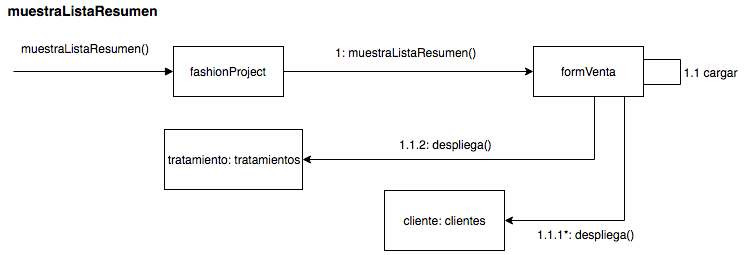 muestraListaResumen
muestraListaResumen()
fashionProject
1: muestraListaResumen()
formVenta
1.1 cargar
1.1.2: despliega()
tratamiento: tratamientos
cliente: clientes
1.1.1*: despliega()